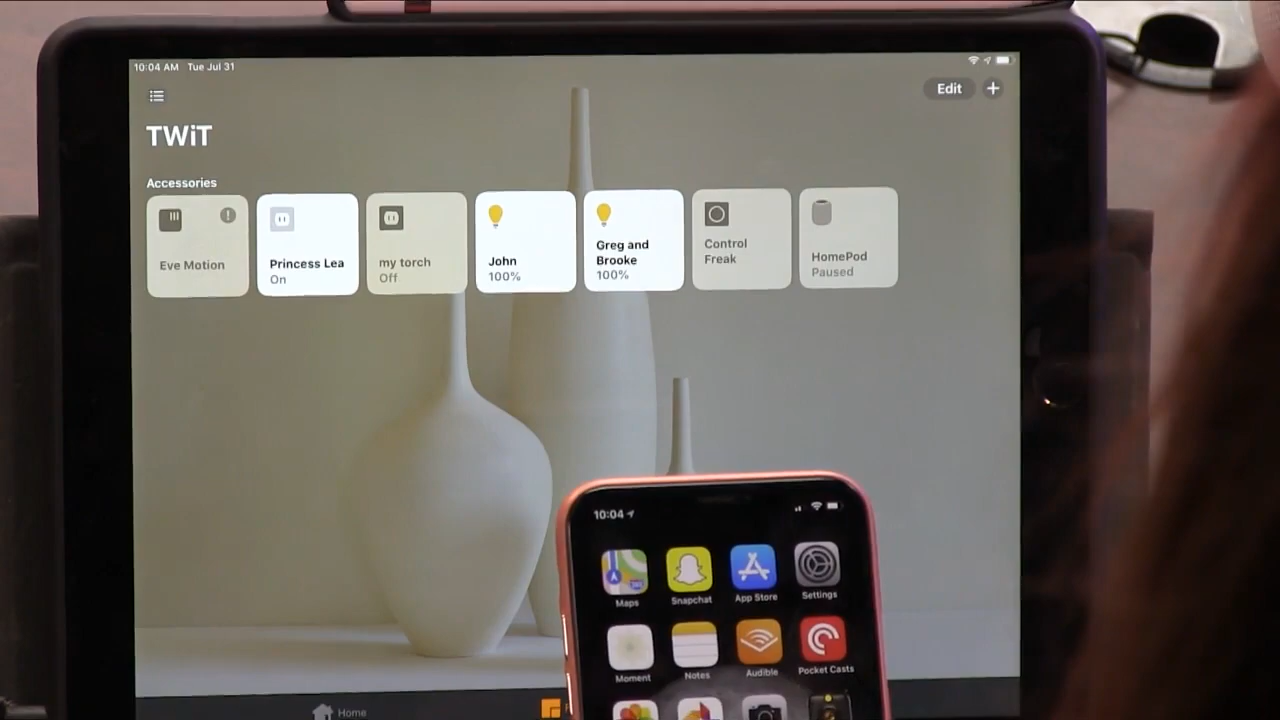 10:04 AM Tue Jul 31
Edit
TWiT
Accessories
Eve Motion
Princess Lea
On
my torch
Off
John
100%
Greg and
Brooke
100%
Control
Freak
HomePod
Paused
10:04
Maps
Snapchat
App Store
Settings
Moment
Notes
Audible
Pocket Casts
Home